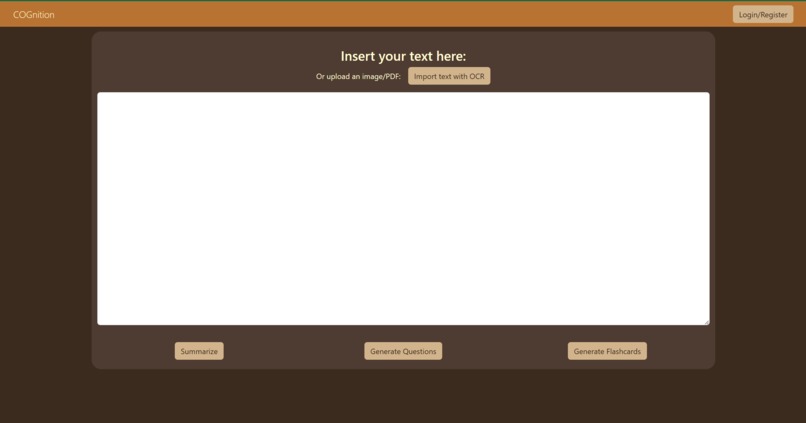 COGnition
Login/Register
Insert your text here:
Or upload an image/PDF: Import text with OCR
Summarize
Generate Questions
Generate Flashcards